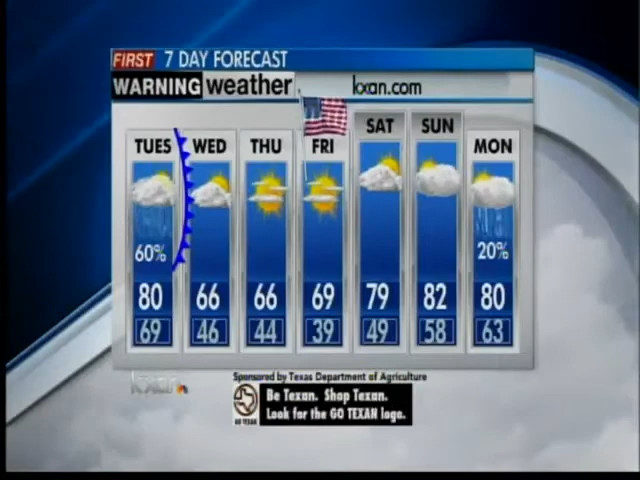 FIRST 7 DAY FORECAST
WARNING weather kxan.com
TUES WED THU FRI SAT SUN MON
60% 20%
80 66 66 69 79 82 80
69 46 44 39 49 58 63
kxan
Sponsored by Texas Department of Agriculture
Be Texan. Shop Texan.
Look for the GO TEXAN logo.
GO TEXAN